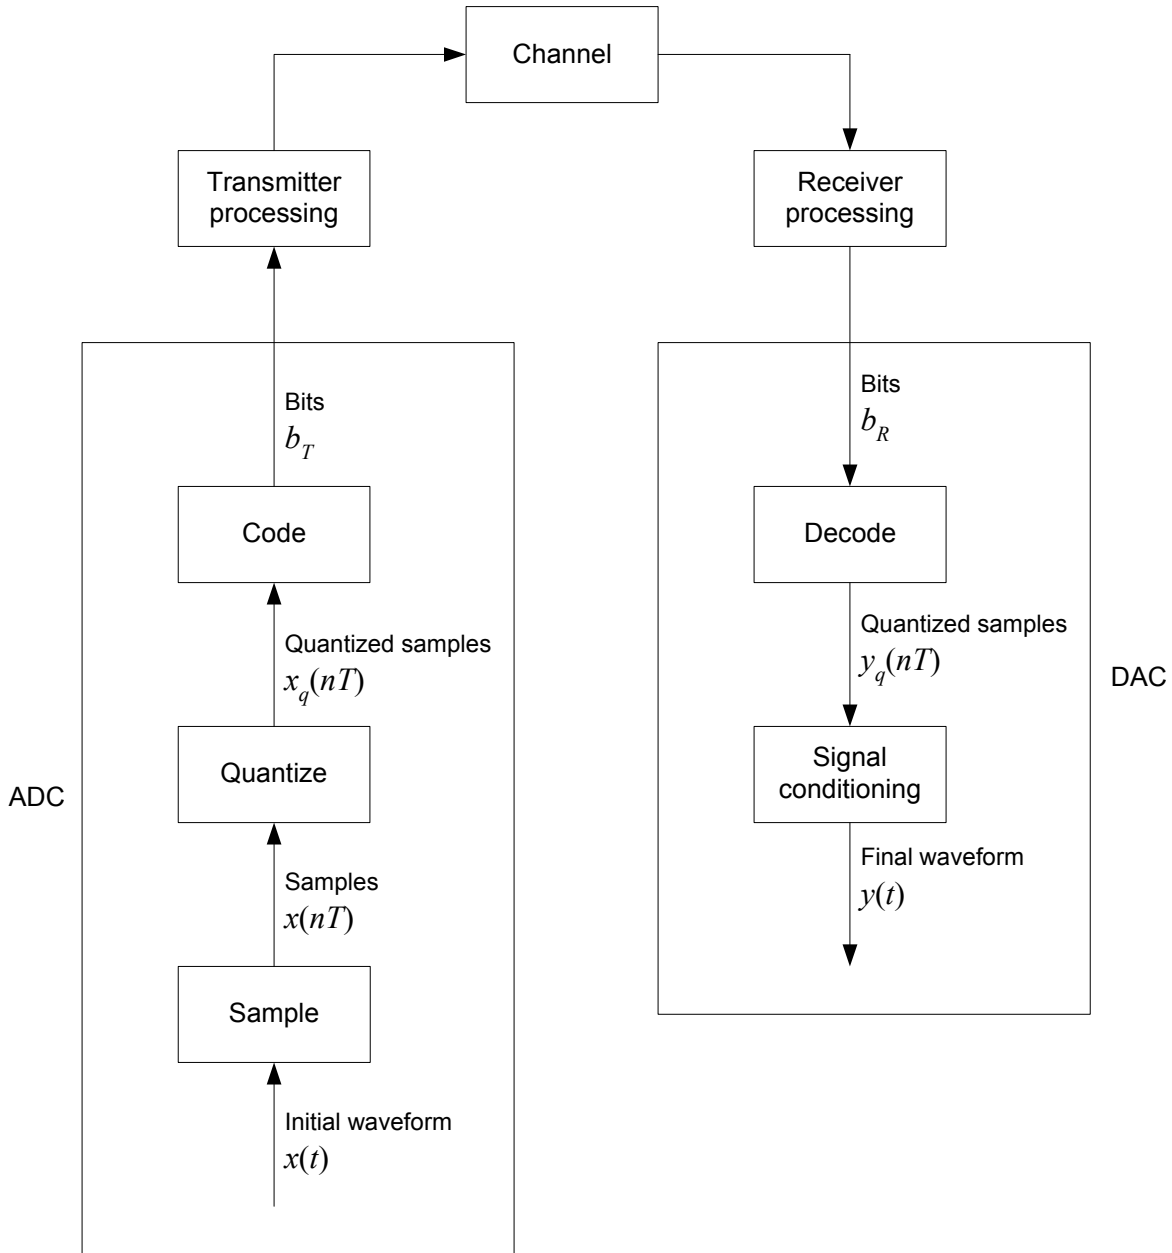 Channel
Transmitter
processing
Receiver
processing
Bits
b_T
Bits
b_R
Code
Decode
Quantized samples
x_q(nT)
Quantized samples
y_q(nT)
DAC
Quantize
Signal
conditioning
ADC
Samples
x(nT)
Final waveform
y(t)
Sample
Initial waveform
x(t)